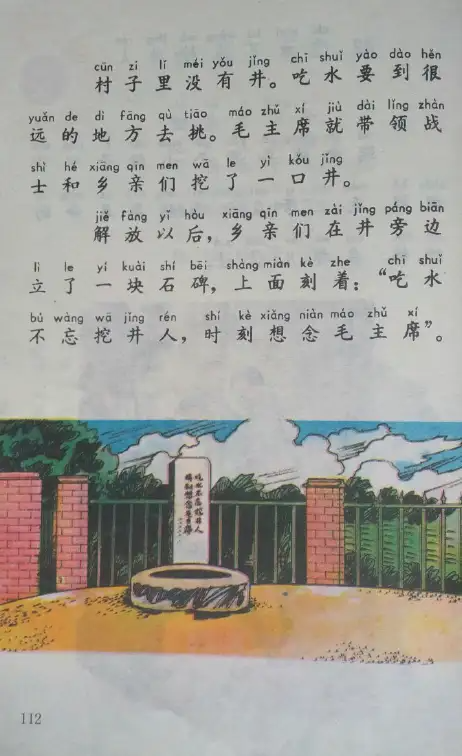 cūn zi lǐ méi yǒu jǐng chī shuǐ yào dào hěn
村子里没有井。吃水要到很
yuǎn de dì fāng qù tiāo máo zhǔ xí jiù dài lǐng zhàn
远的地方去挑。毛主席就带领战
shì hé xiāng qīn men wā le yì kǒu jǐng
士和乡亲们挖了一口井。
jiě fàng yǐ hòu xiāng qīn men zài jǐng páng biān
解放以后，乡亲们在井旁边
lì le yí kuài shí bēi shàng miàn kè zhe chī shuǐ
立了一块石碑，上面刻着：“吃水
bú wàng wā jǐng rén shí kè xiǎng niàn máo zhǔ xí
不忘挖井人，时刻想念毛主席”。
吃水不忘挖井人
时刻想念毛主席
112